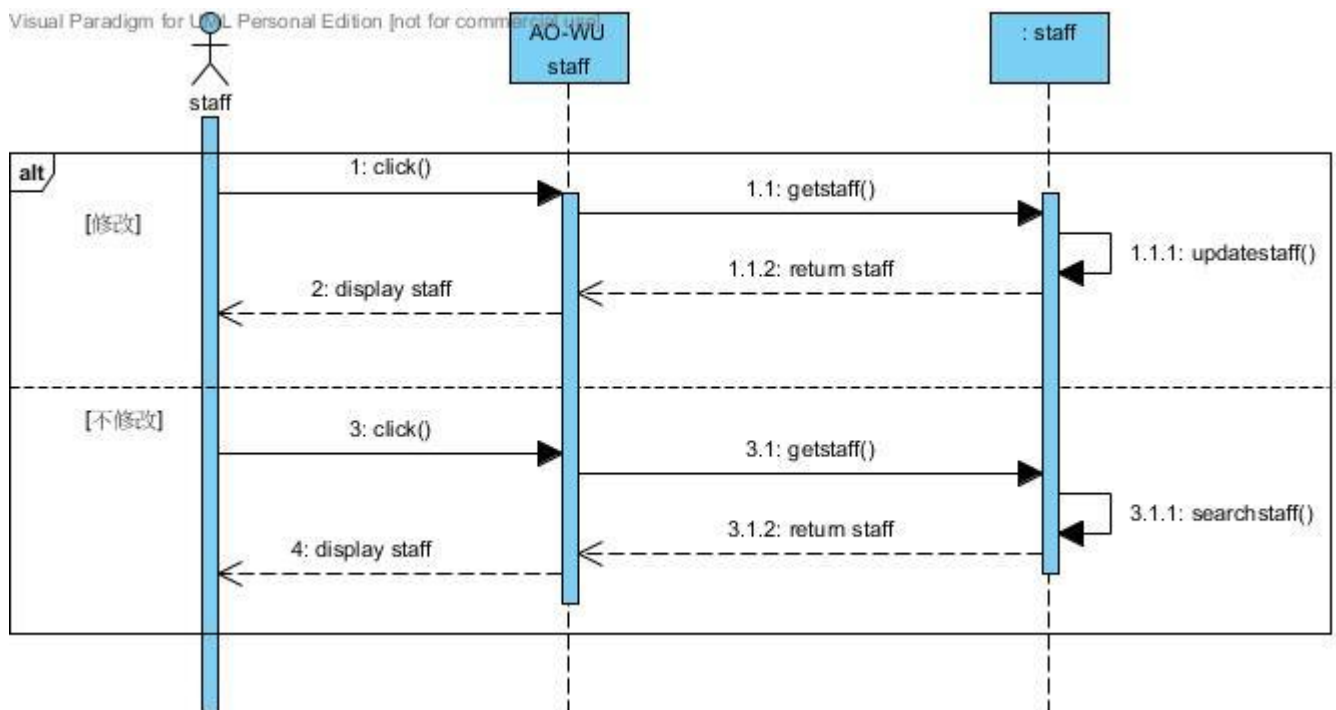 Visual Paradigm for UML Personal Edition [not for commercial use]
staff
AO-WU
staff
: staff
alt
1: click()
1.1: getstaff()
[修改]
1.1.1: updatestaff()
1.1.2: return staff
2: display staff
[不修改]
3: click()
3.1: getstaff()
3.1.1: searchstaff()
3.1.2: return staff
4: display staff